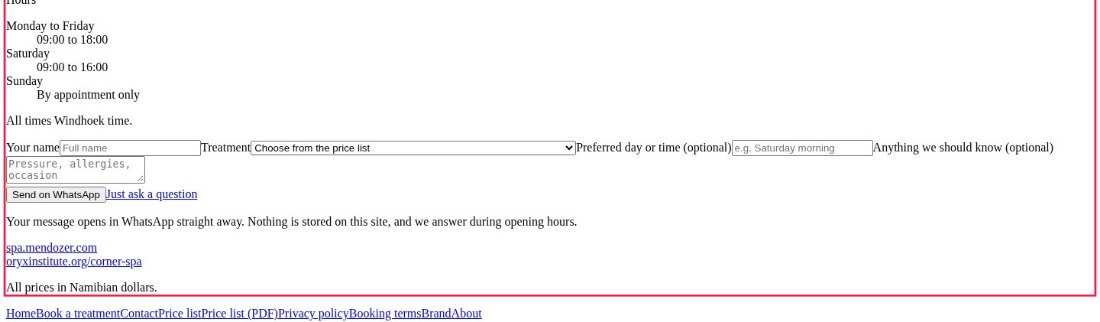 Hours
Monday to Friday
09:00 to 18:00
Saturday
09:00 to 16:00
Sunday
By appointment only
All times Windhoek time.
Your name Full name Treatment Choose from the price list Preferred day or time (optional) e.g. Saturday morning Anything we should know (optional)
Pressure, allergies,
occasion
Send on WhatsApp Just ask a question
Your message opens in WhatsApp straight away. Nothing is stored on this site, and we answer during opening hours.
spa.mendozer.com
oryxinstitute.org/corner-spa
All prices in Namibian dollars.
HomeBook a treatmentContactPrice listPrice list (PDF)Privacy policyBooking termsBrandAbout